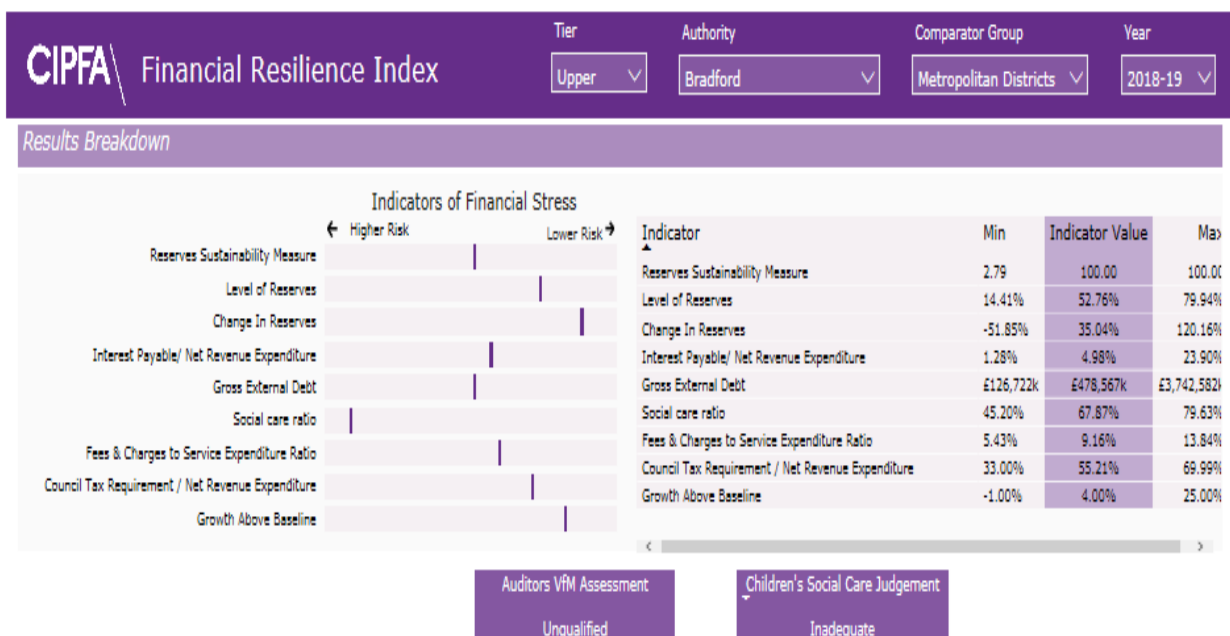 CIPFA\ Financial Resilience Index
Tier
Upper
Authority
Bradford
Comparator Group
Metropolitan Districts
Year
2018-19
Results Breakdown
Indicators of Financial Stress
← Higher Risk Lower Risk →
Reserves Sustainability Measure
Level of Reserves
Change In Reserves
Interest Payable/ Net Revenue Expenditure
Gross External Debt
Social care ratio
Fees & Charges to Service Expenditure Ratio
Council Tax Requirement / Net Revenue Expenditure
Growth Above Baseline
Indicator Min Indicator Value Max
Reserves Sustainability Measure 2.79 100.00 100.00
Level of Reserves 14.41% 52.76% 79.94%
Change In Reserves -51.85% 35.04% 120.16%
Interest Payable/ Net Revenue Expenditure 1.28% 4.98% 23.90%
Gross External Debt £126,722k £478,567k £3,742,582k
Social care ratio 45.20% 67.87% 79.63%
Fees & Charges to Service Expenditure Ratio 5.43% 9.16% 13.84%
Council Tax Requirement / Net Revenue Expenditure 33.00% 55.21% 69.99%
Growth Above Baseline -1.00% 4.00% 25.00%
Auditors VfM Assessment
Unqualified
Children's Social Care Judgement
Inadequate